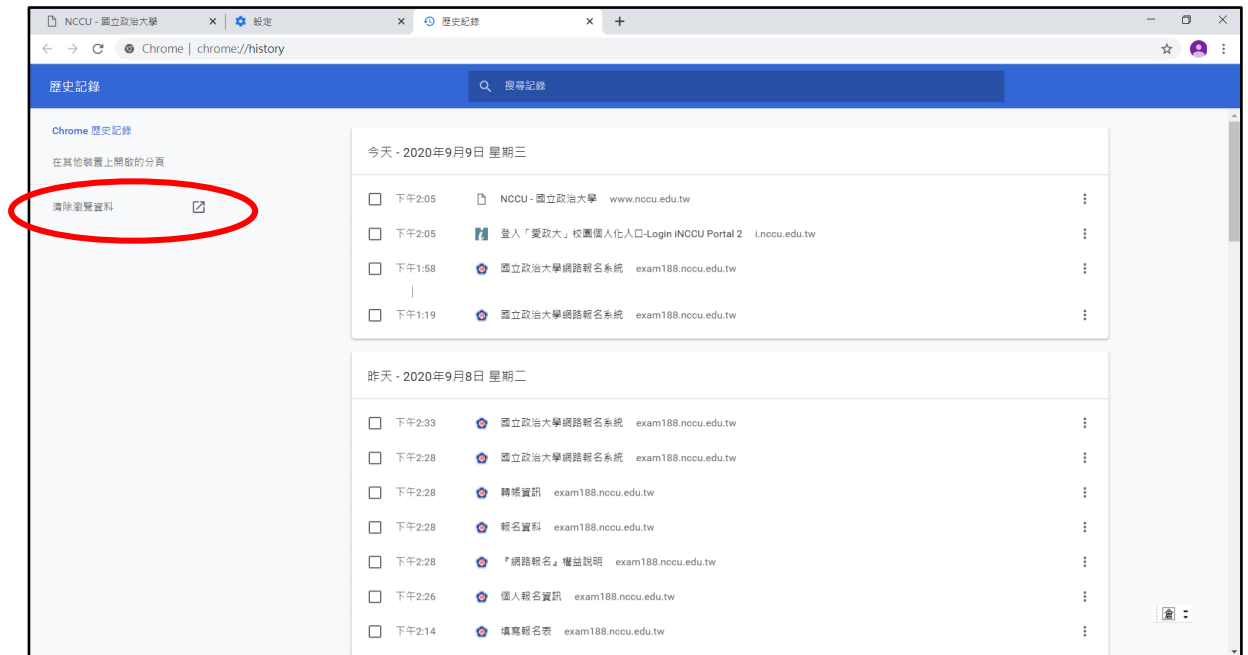 NCCU - 國立政治大學 設定 歷史記錄
Chrome | chrome://history
歷史記錄 搜尋記錄
Chrome 歷史記錄
在其他裝置上開啟的分頁
清除瀏覽資料
今天 - 2020年9月9日 星期三
下午2:05 NCCU - 國立政治大學 www.nccu.edu.tw
下午2:05 登入「愛政大」校園個人化入口-Login iNCCU Portal 2 i.nccu.edu.tw
下午1:58 國立政治大學網路報名系統 exam188.nccu.edu.tw
下午1:19 國立政治大學網路報名系統 exam188.nccu.edu.tw
昨天 - 2020年9月8日 星期二
下午2:33 國立政治大學網路報名系統 exam188.nccu.edu.tw
下午2:28 國立政治大學網路報名系統 exam188.nccu.edu.tw
下午2:28 轉帳資訊 exam188.nccu.edu.tw
下午2:28 報名資料 exam188.nccu.edu.tw
下午2:28 『網路報名』權益說明 exam188.nccu.edu.tw
下午2:26 個人報名資訊 exam188.nccu.edu.tw
下午2:14 填寫報名表 exam188.nccu.edu.tw
倉